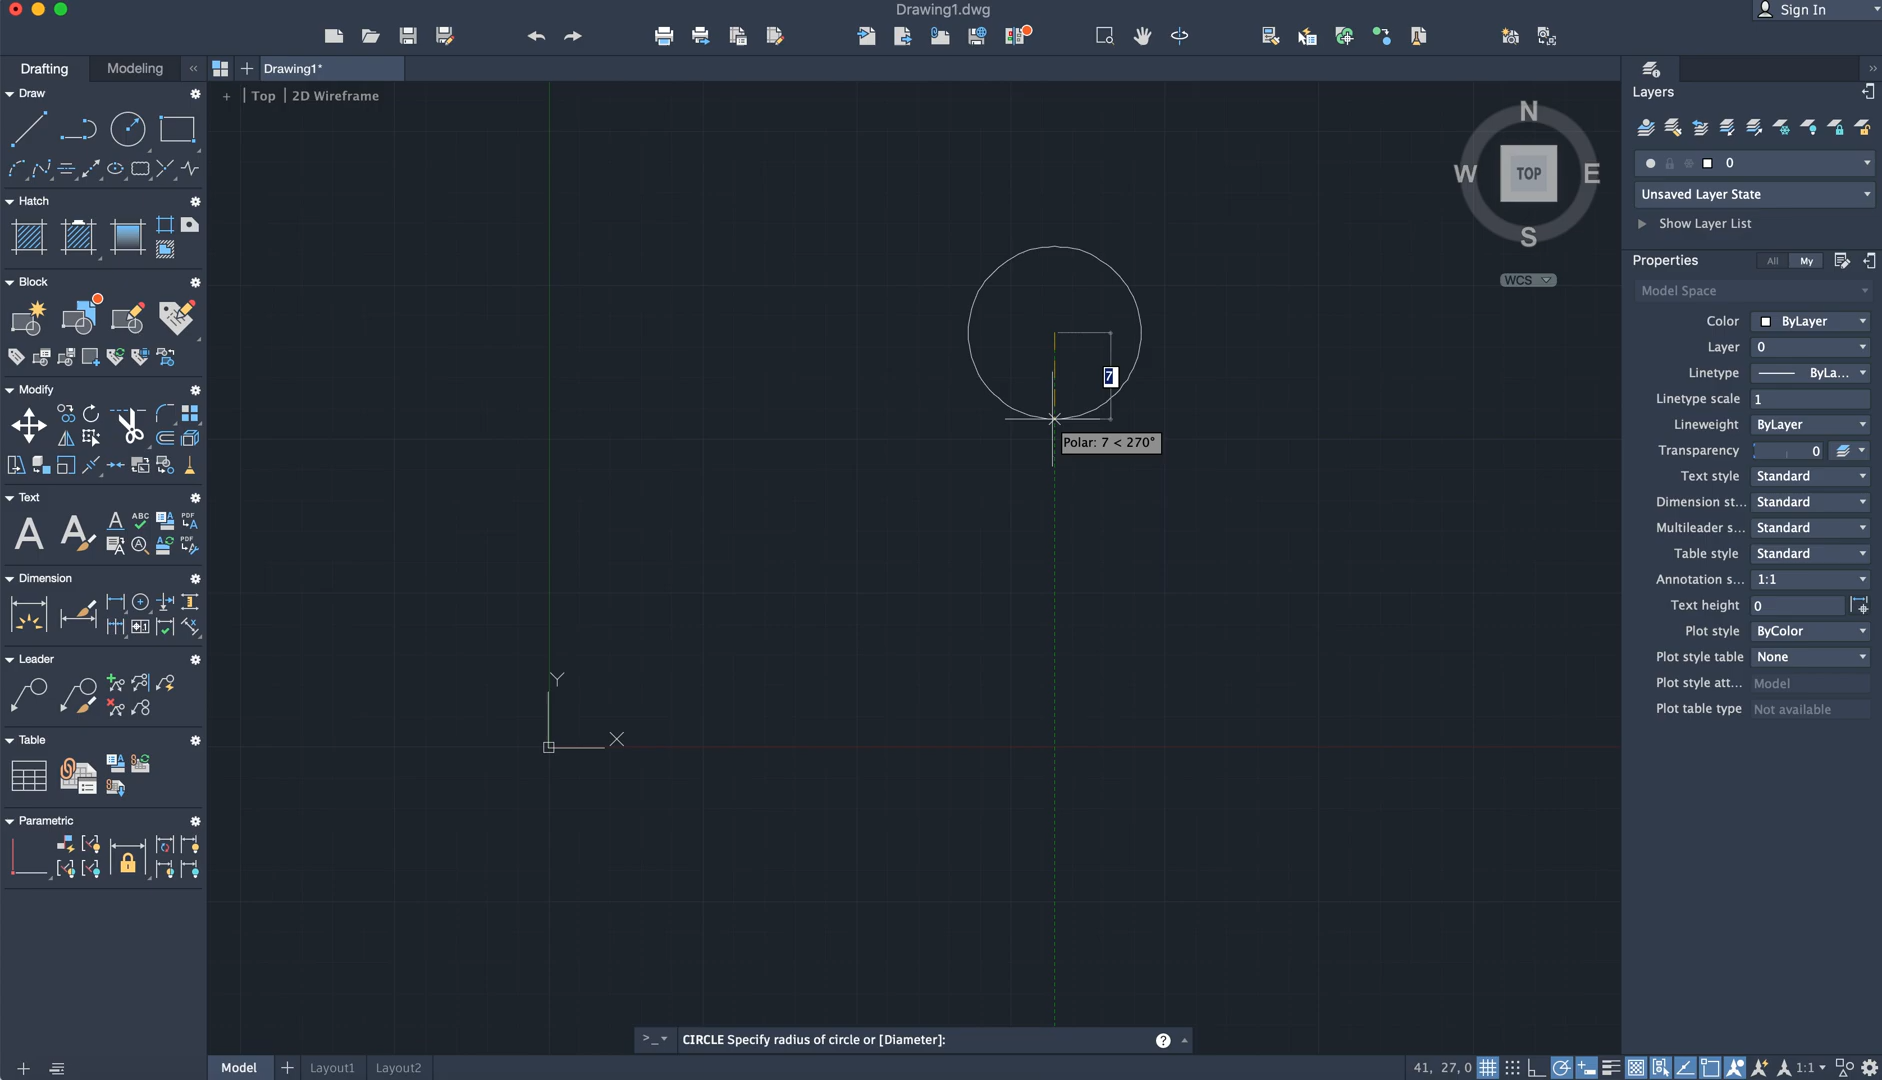 Drawing1.dwg
Sign In
Drafting
Modeling
Drawing1*
Draw
+ | Top | 2D Wireframe
N
W
TOP
E
S
WCS
Layers
0
Unsaved Layer State
Show Layer List
Hatch
Properties
All
My
Model Space
Block
Color
ByLayer
Layer
0
Linetype
ByLa...
Linetype scale
1
Lineweight
ByLayer
Transparency
0
Text style
Standard
Dimension st...
Standard
Multileader s...
Standard
Table style
Standard
Annotation s...
1:1
Text height
0
Plot style
ByColor
Plot style table
None
Plot style att...
Model
Plot table type
Not available
Modify
7
Polar: 7 < 270°
Text
A
A
A
ABC
PDF
A
PDF
Dimension
Leader
Y
X
Table
Parametric
>_
CIRCLE Specify radius of circle or [Diameter]:
?
Model
Layout1
Layout2
41, 27, 0
1:1